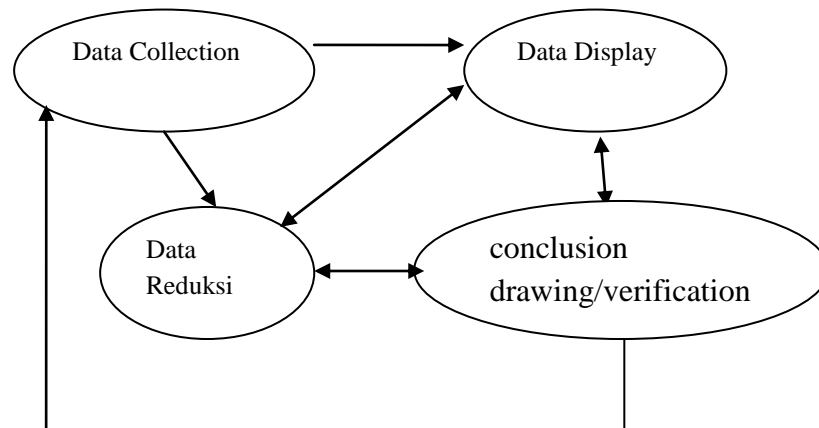 Data Collection
Data Display
Data
Reduksi
conclusion
drawing/verification